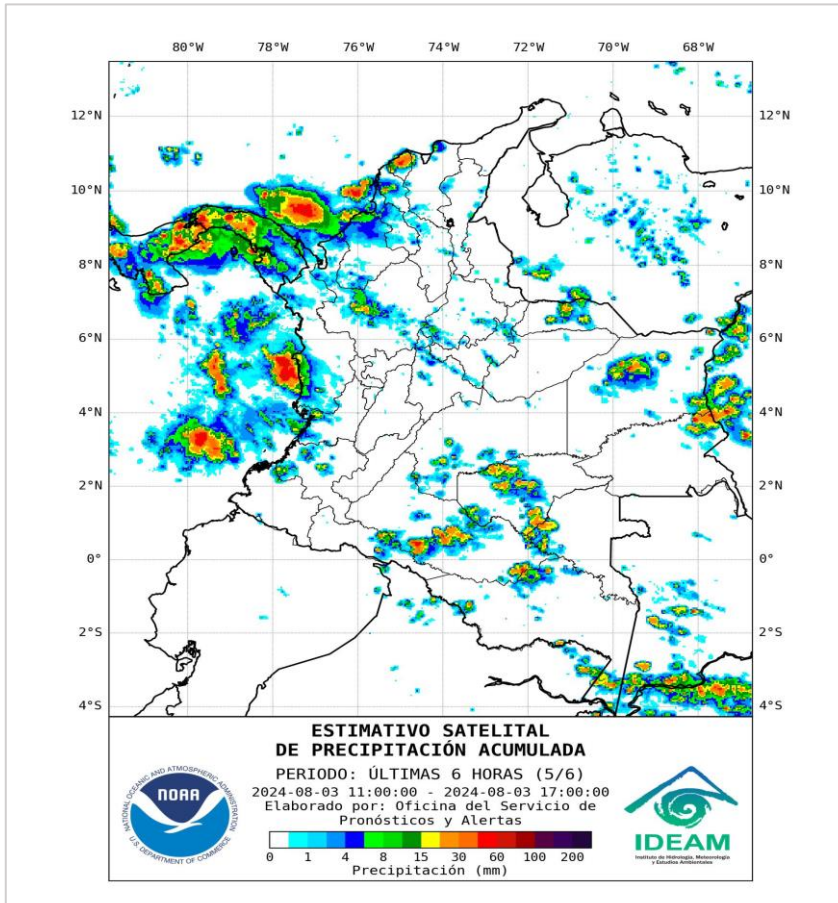 80°W 78°W 76°W 74°W 72°W 70°W 68°W
12°N 12°N
10°N 10°N
8°N 8°N
6°N 6°N
4°N 4°N
2°N 2°N
0° 0°
2°S 2°S
4°S 4°S
ESTIMATIVO SATELITAL
DE PRECIPITACIÓN ACUMULADA
PERIODO: ÚLTIMAS 6 HORAS (5/6)
2024-08-03 11:00:00 - 2024-08-03 17:00:00
Elaborado por: Oficina del Servicio de
Pronósticos y Alertas
0 1 4 8 15 30 60 100 200
Precipitación (mm)
NATIONAL OCEANIC AND ATMOSPHERIC ADMINISTRATION
NOAA
U.S. DEPARTMENT OF COMMERCE
IDEAM
Instituto de Hidrología, Meteorología
y Estudios Ambientales